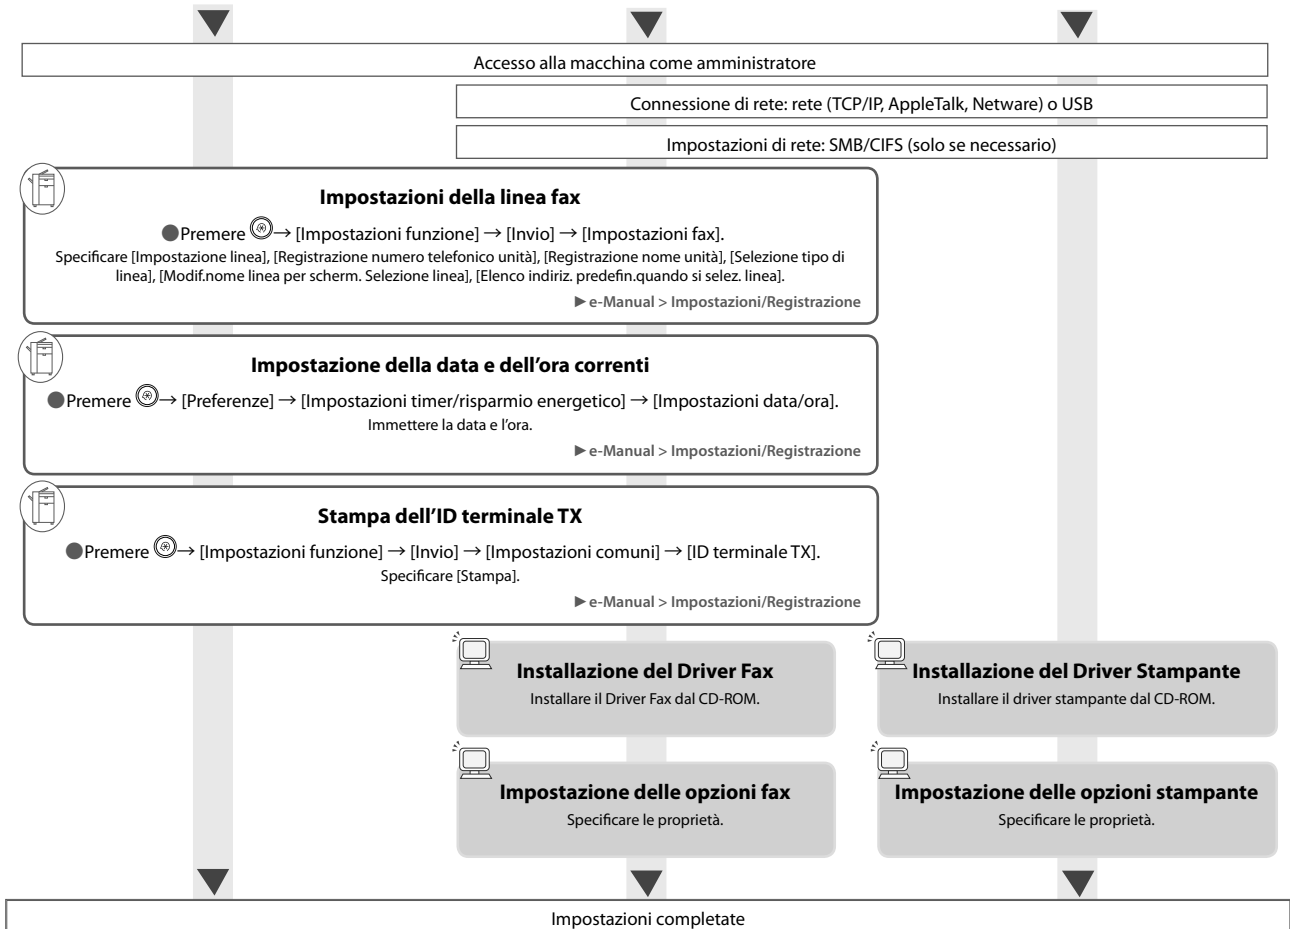 Accesso alla macchina come amministratore
Connessione di rete: rete (TCP/IP, AppleTalk, Netware) o USB
Impostazioni di rete: SMB/CIFS (solo se necessario)
Impostazioni della linea fax
●Premere → [Impostazioni funzione] → [Invio] → [Impostazioni fax].
Specificare [Impostazione linea], [Registrazione numero telefonico unità], [Registrazione nome unità], [Selezione tipo di
linea], [Modif.nome linea per scherm. Selezione linea], [Elenco indiriz. predefin.quando si selez. linea].
► e-Manual > Impostazioni/Registrazione
Impostazione della data e dell'ora correnti
●Premere → [Preferenze] → [Impostazioni timer/risparmio energetico] → [Impostazioni data/ora].
Immettere la data e l'ora.
► e-Manual > Impostazioni/Registrazione
Stampa dell'ID terminale TX
●Premere → [Impostazioni funzione] → [Invio] → [Impostazioni comuni] → [ID terminale TX].
Specificare [Stampa].
► e-Manual > Impostazioni/Registrazione
Installazione del Driver Fax
Installare il Driver Fax dal CD-ROM.
Installazione del Driver Stampante
Installare il driver stampante dal CD-ROM.
Impostazione delle opzioni fax
Specificare le proprietà.
Impostazione delle opzioni stampante
Specificare le proprietà.
Impostazioni completate